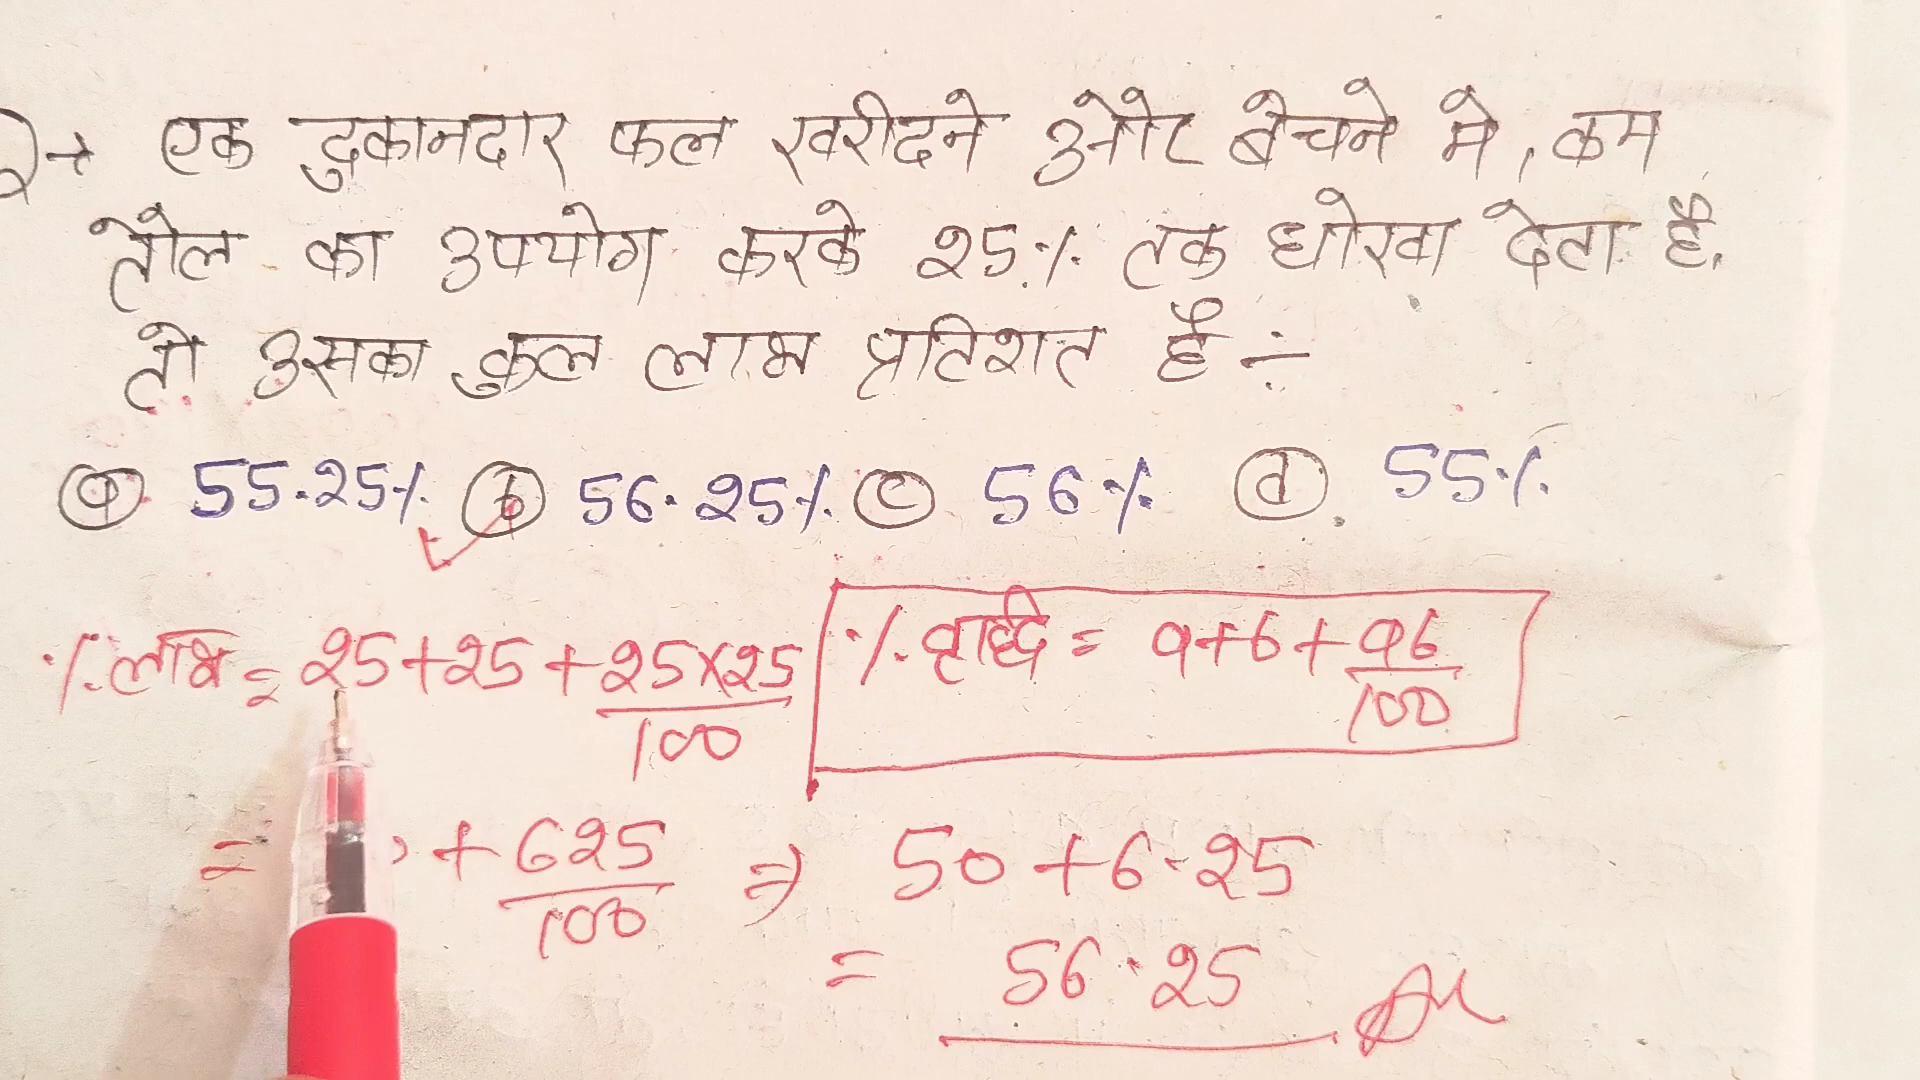 Q→ एक दुकानदार फल खरीदने और बेचने मे, कम
तौल का उपयोग करके 25% तक धोखा देता है.
तो उसका कुल लाभ प्रतिशत है ÷
(a) 55.25% (b) 56.25% (c) 56% (d) 55%
% लाभ = 25+25+25×25/100 % वृद्धि = a+b+ab/100
= + 625/100 ⇒ 50+6.25
= 56.25